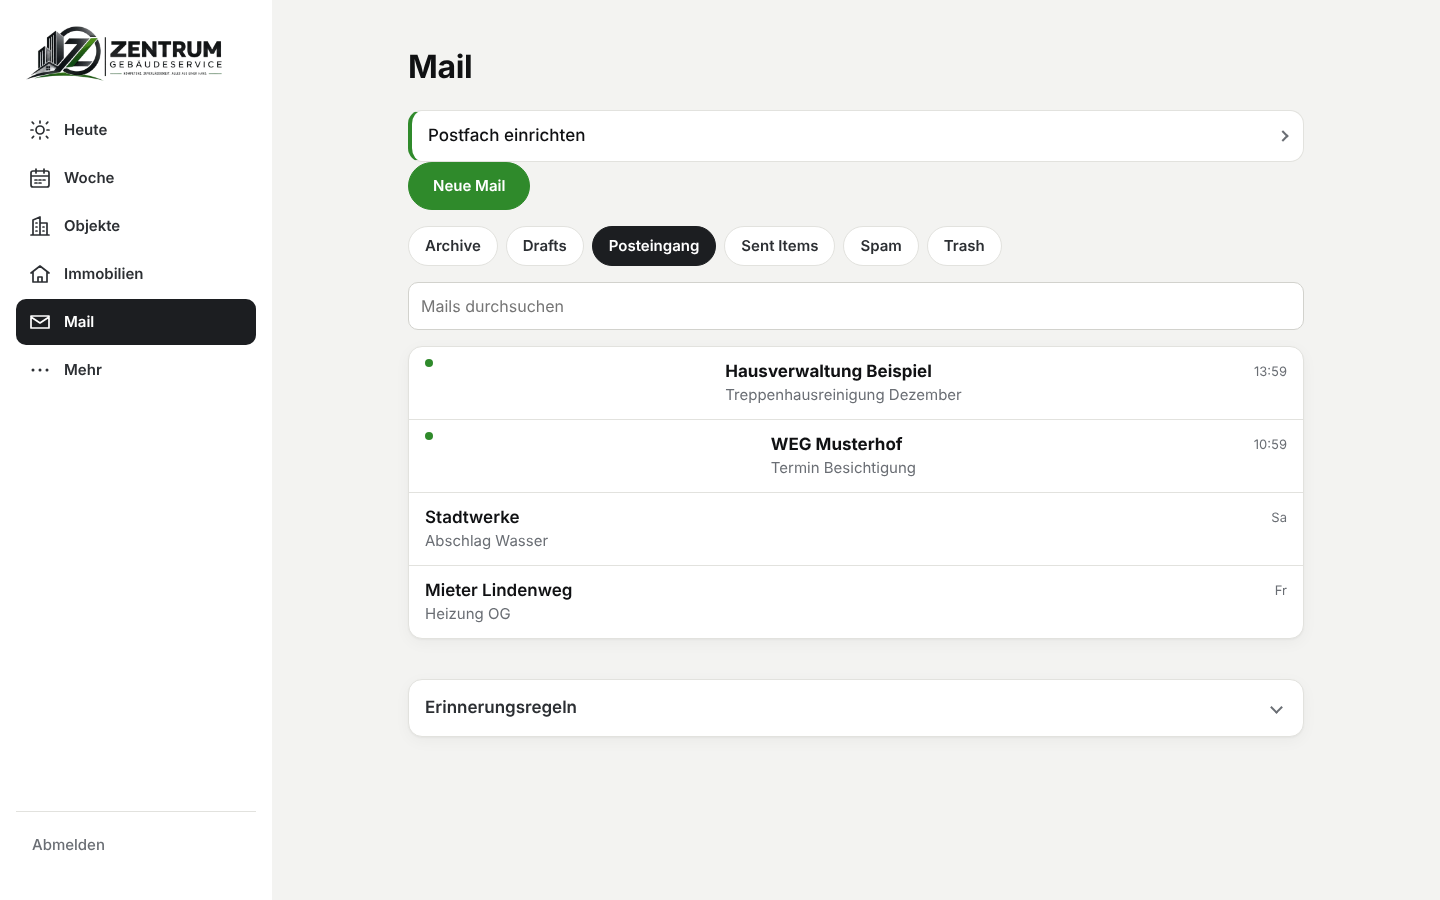 ZENTRUM
GEBÄUDESERVICE
Heute
Woche
Objekte
Immobilien
Mail
Mehr
Abmelden
Mail
Postfach einrichten
Neue Mail
Archive
Drafts
Posteingang
Sent Items
Spam
Trash
Mails durchsuchen
Hausverwaltung Beispiel
13:59
Treppenhausreinigung Dezember
WEG Musterhof
10:59
Termin Besichtigung
Stadtwerke
Sa
Abschlag Wasser
Mieter Lindenweg
Fr
Heizung OG
Erinnerungsregeln